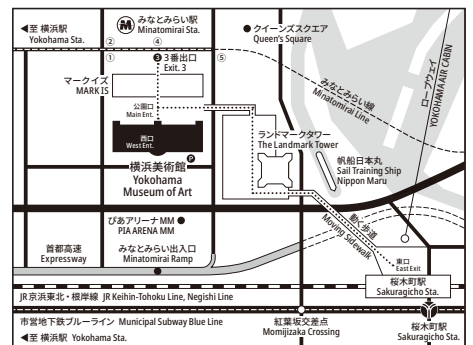 ◀至 横浜駅
Yokohama Sta.
みなとみらい駅
Minatomirai Sta.
② ④
① ❸ 3番出口 ⑤
Exit. 3
クイーンズスクエア
Queen's Square
マークイズ
MARK IS
公園口
Main Ent.
西口
West Ent.
P
横浜美術館
Yokohama
Museum of Art
みなとみらい線
Minatomirai Line
ロープウェイ
YOKOHAMA AIR CABIN
ランドマークタワー
The Landmark Tower
帆船日本丸
Sail Training Ship
Nippon Maru
ぴあアリーナ MM
PIA ARENA MM
動く歩道
Moving Sidewalk
首都高速
Expressway
みなとみらい出入口
Minatomirai Ramp
東口
East Exit
桜木町駅
Sakuragicho Sta.
JR 京浜東北・根岸線 JR Keihin-Tohoku Line, Negishi Line
市営地下鉄ブルーライン Municipal Subway Blue Line
◀至 横浜駅 Yokohama Sta.
紅葉坂交差点
Momijizaka Crossing
桜木町駅
Sakuragicho Sta.